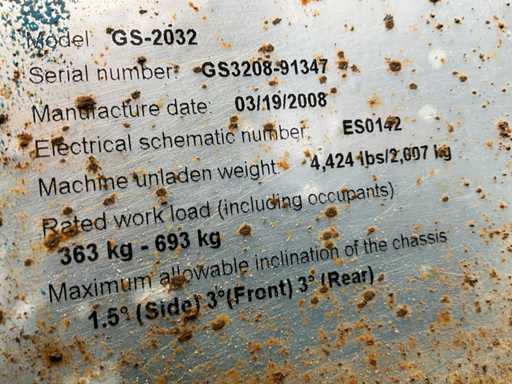 Model: GS-2032
Serial number: GS3208-91347
Manufacture date: 03/19/2008
Electrical schematic number: ES0142
Machine unladen weight: 4,424 lbs/2,007 kg
Rated work load (including occupants)
363 kg - 693 kg
Maximum allowable inclination of the chassis
1.5° (Side) 3°(Front) 3° (Rear)